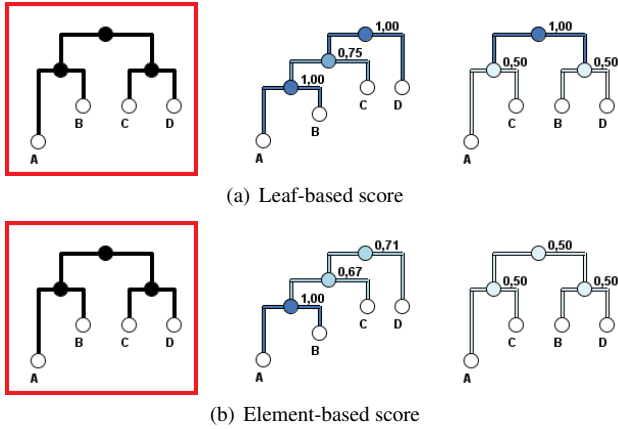 1,00
0,75
1,00
1,00
0,50
0,50
B C D
A
C D
B
A
C B D
A
(a) Leaf-based score
0,71
0,67
1,00
0,50
0,50
0,50
B C D
A
C D
B
A
C B D
A
(b) Element-based score